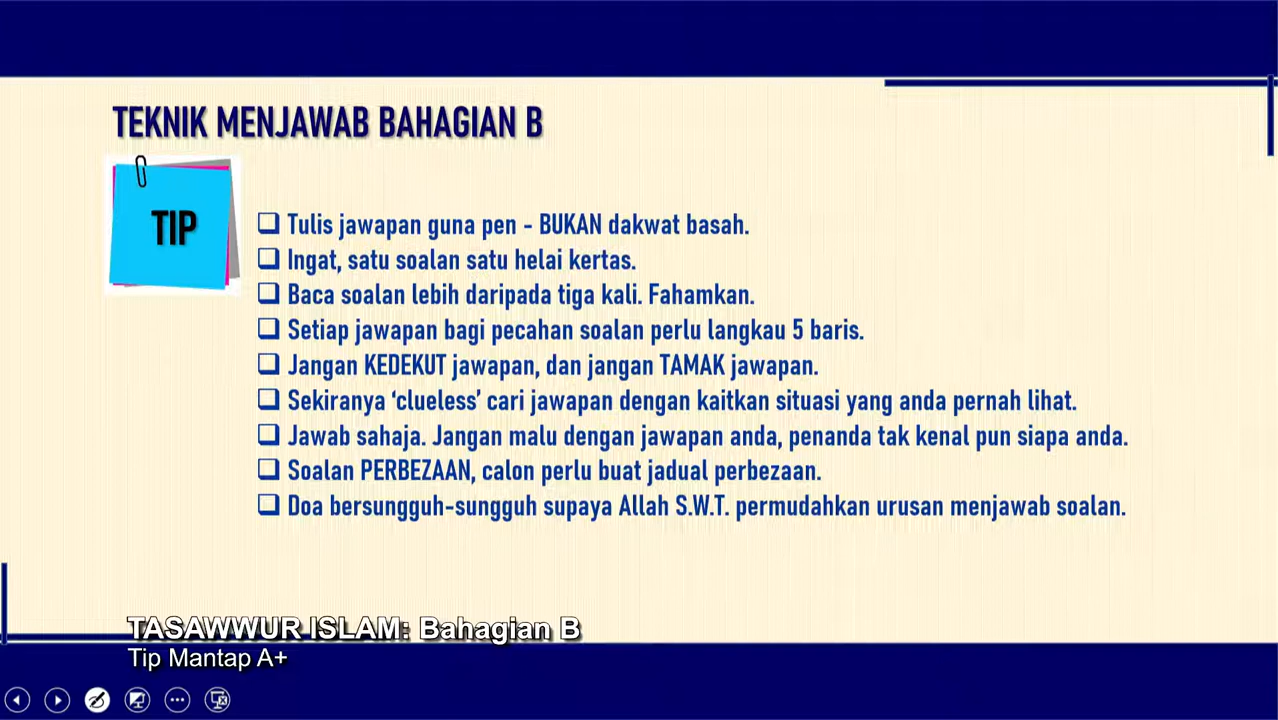 TEKNIK MENJAWAB BAHAGIAN B
TIP
Tulis jawapan guna pen - BUKAN dakwat basah.
Ingat, satu soalan satu helai kertas.
Baca soalan lebih daripada tiga kali. Fahamkan.
Setiap jawapan bagi pecahan soalan perlu langkau 5 baris.
Jangan KEDEKUT jawapan, dan jangan TAMAK jawapan.
Sekiranya ‘clueless’ cari jawapan dengan kaitkan situasi yang anda pernah lihat.
Jawab sahaja. Jangan malu dengan jawapan anda, penanda tak kenal pun siapa anda.
Soalan PERBEZAAN, calon perlu buat jadual perbezaan.
Doa bersungguh-sungguh supaya Allah S.W.T. permudahkan urusan menjawab soalan.
TASAWWUR ISLAM: Bahagian B
Tip Mantap A+